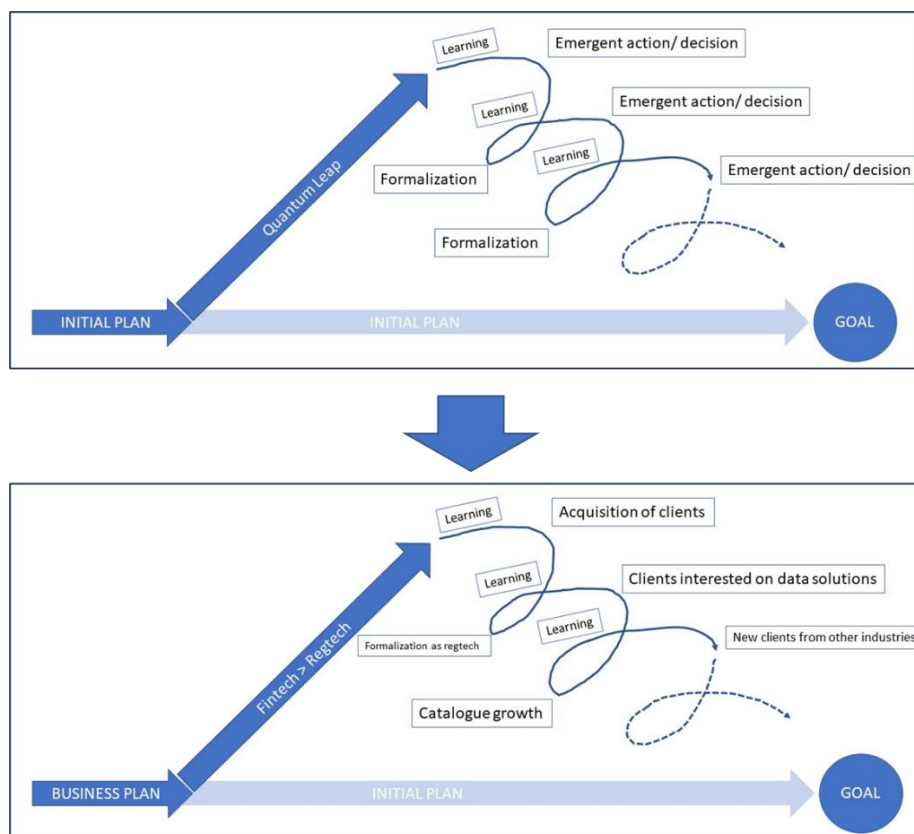 Learning
Emergent action/ decision
Learning
Emergent action/ decision
Learning
Formalization
Emergent action/ decision
Quantum Leap
Formalization
INITIAL PLAN
INITIAL PLAN
GOAL
Learning
Acquisition of clients
Learning
Clients interested on data solutions
Learning
Formalization as regtech
New clients from other industries
Fintech > Regtech
Catalogue growth
BUSINESS PLAN
INITIAL PLAN
GOAL